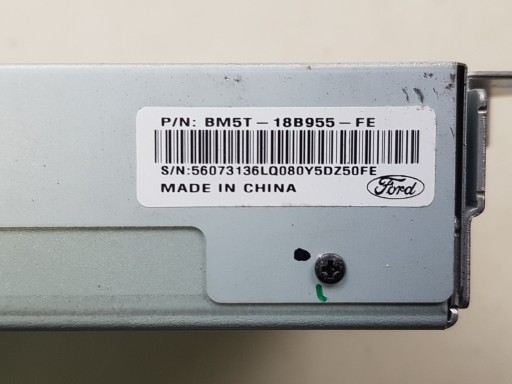 P/N: BM5T-18B955-FE
S/N:56073136LQ080Y5DZ50FE
MADE IN CHINA
Ford